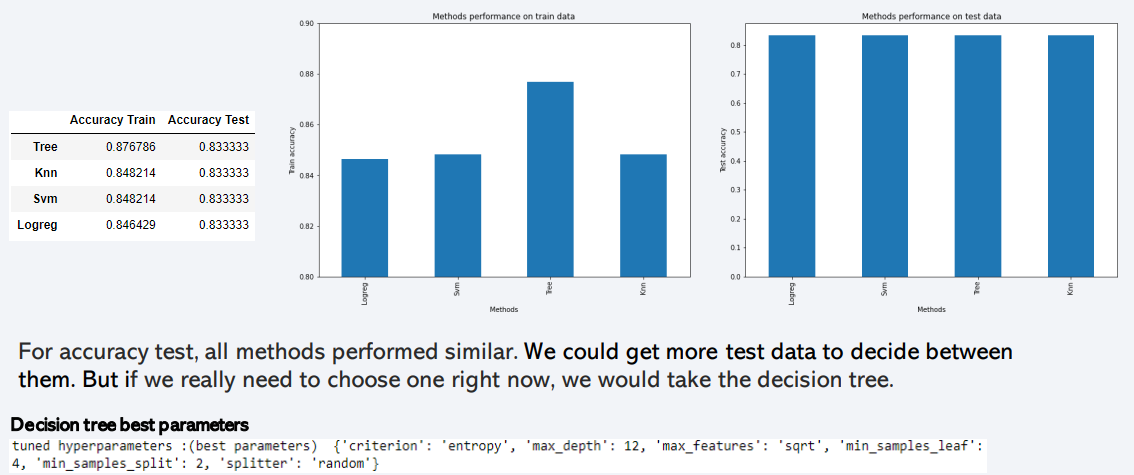 Methods performance on train data
Methods performance on test data
0.90
0.88
0.86
0.84
0.82
0.80
Train accuracy
Logreg
Svm
Tree
Knn
Methods
0.8
0.7
0.6
0.5
0.4
0.3
0.2
0.1
0.0
Test accuracy
Logreg
Svm
Tree
Knn
Methods
Accuracy Train Accuracy Test
Tree 0.876786 0.833333
Knn 0.848214 0.833333
Svm 0.848214 0.833333
Logreg 0.846429 0.833333
For accuracy test, all methods performed similar. We could get more test data to decide between
them. But if we really need to choose one right now, we would take the decision tree.
Decision tree best parameters
tuned hyperparameters :(best parameters) {'criterion': 'entropy', 'max_depth': 12, 'max_features': 'sqrt', 'min_samples_leaf':
4, 'min_samples_split': 2, 'splitter': 'random'}